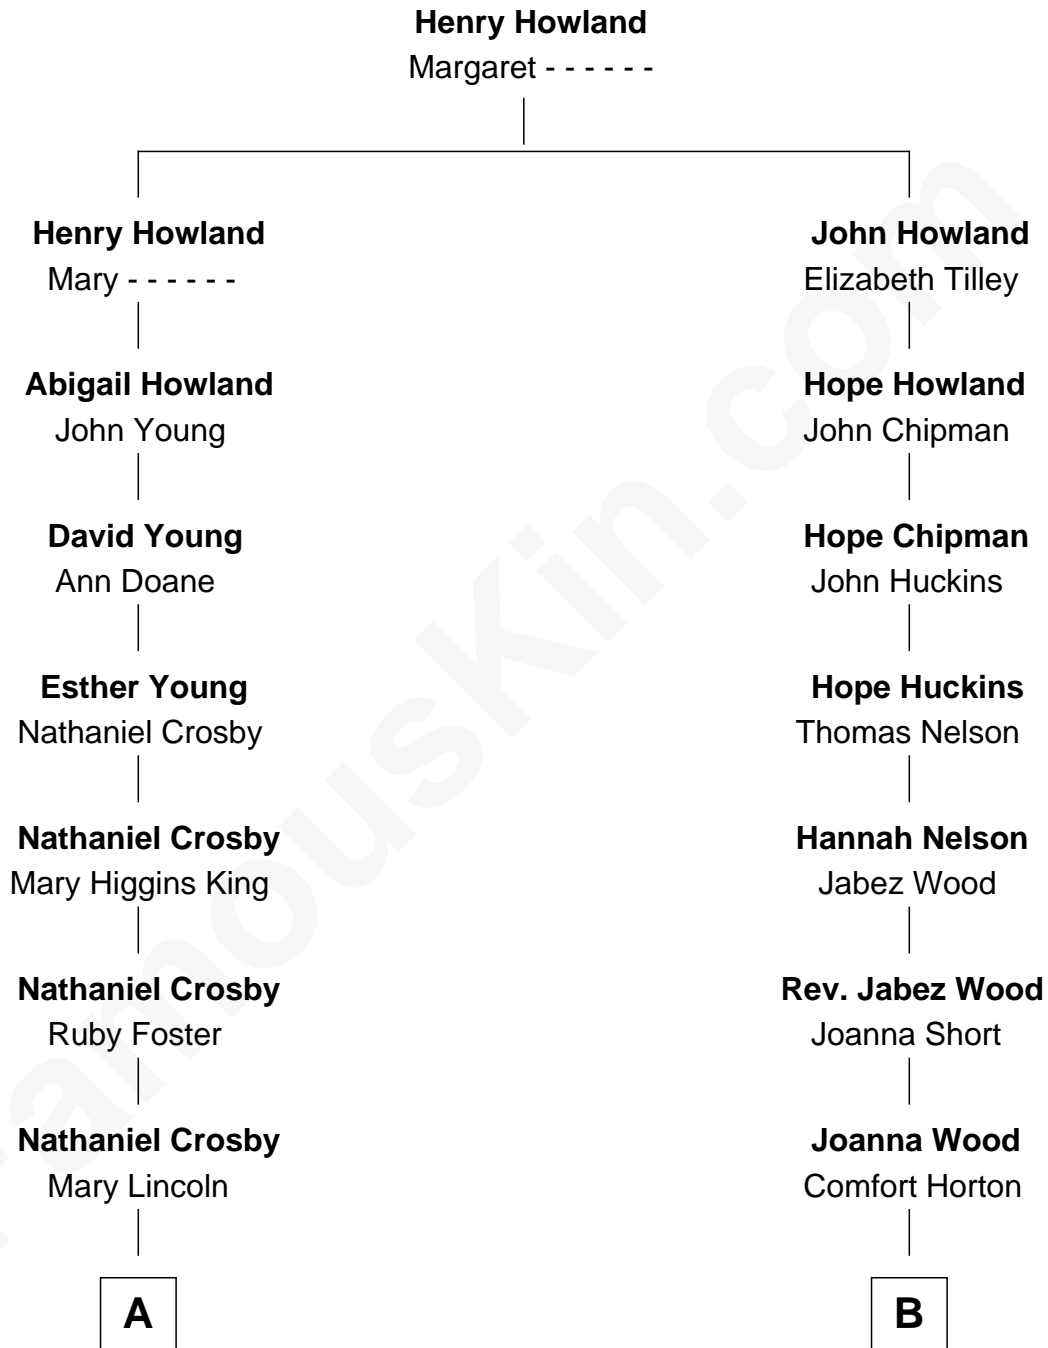 Henry Howland
Margaret - - - - - -
Henry Howland
Mary - - - - - -
John Howland
Elizabeth Tilley
Abigail Howland
John Young
Hope Howland
John Chipman
David Young
Ann Doane
Hope Chipman
John Huckins
Esther Young
Nathaniel Crosby
Hope Huckins
Thomas Nelson
Nathaniel Crosby
Mary Higgins King
Hannah Nelson
Jabez Wood
Nathaniel Crosby
Ruby Foster
Rev. Jabez Wood
Joanna Short
Nathaniel Crosby
Mary Lincoln
Joanna Wood
Comfort Horton
A
B
FamousKin.com